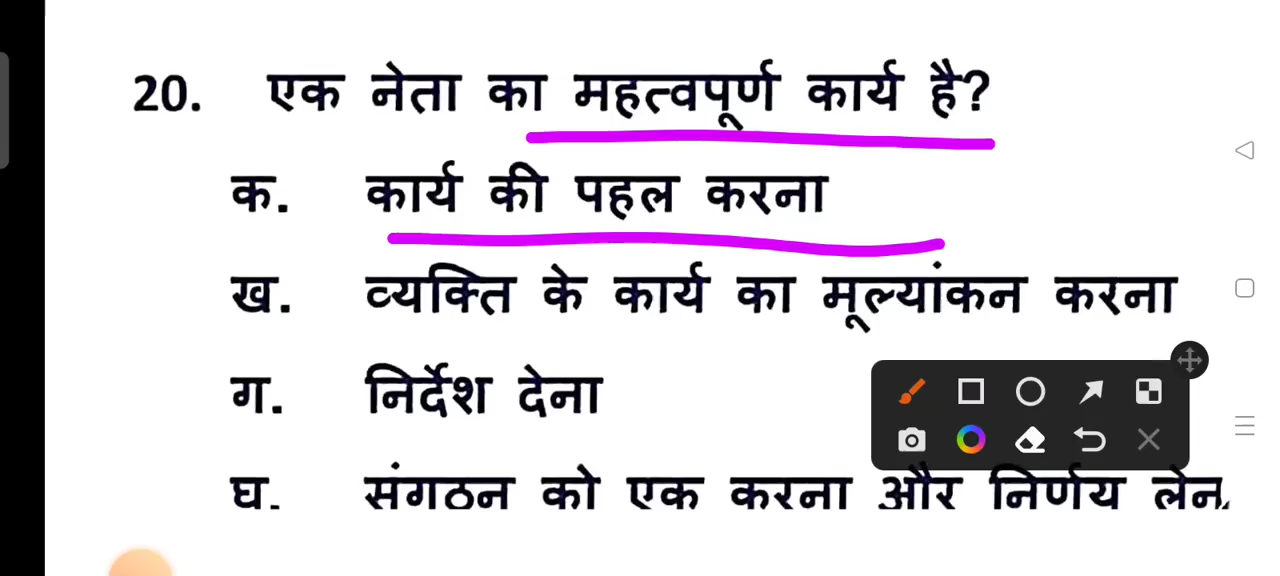 20. एक नेता का महत्वपूर्ण कार्य है?
क. कार्य की पहल करना
ख. व्यक्ति के कार्य का मूल्यांकन करना
ग. निर्देश देना
घ. संगठन को एक करना और निर्णय